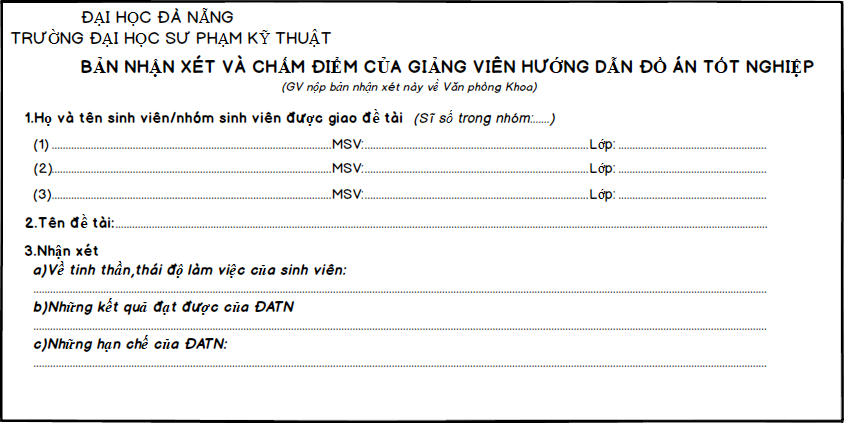 ĐẠI HỌC ĐÀ NẴNG
TRƯỜNG ĐẠI HỌC SƯ PHẠM KỸ THUẬT
BẢN NHẬN XÉT VÀ CHẤM ĐIỂM CỦA GIẢNG VIÊN HƯỚNG DẪN ĐỒ ÁN TỐT NGHIỆP
(GV nộp bản nhận xét này về Văn phòng Khoa)
1.Họ và tên sinh viên/nhóm sinh viên được giao đề tài (Sĩ số trong nhóm:......)
(1) ..........................................................MSV:..............................................Lớp: ..............................
(2)...........................................................MSV:..............................................Lớp: ..............................
(3)...........................................................MSV:..............................................Lớp: ..............................
2.Tên đề tài:....................................................................................................................................
3.Nhận xét
a)Về tinh thần,thái độ làm việc của sinh viên:
....................................................................................................................................................
b)Những kết quả đạt được của ĐATN
....................................................................................................................................................
c)Những hạn chế của ĐATN:
....................................................................................................................................................